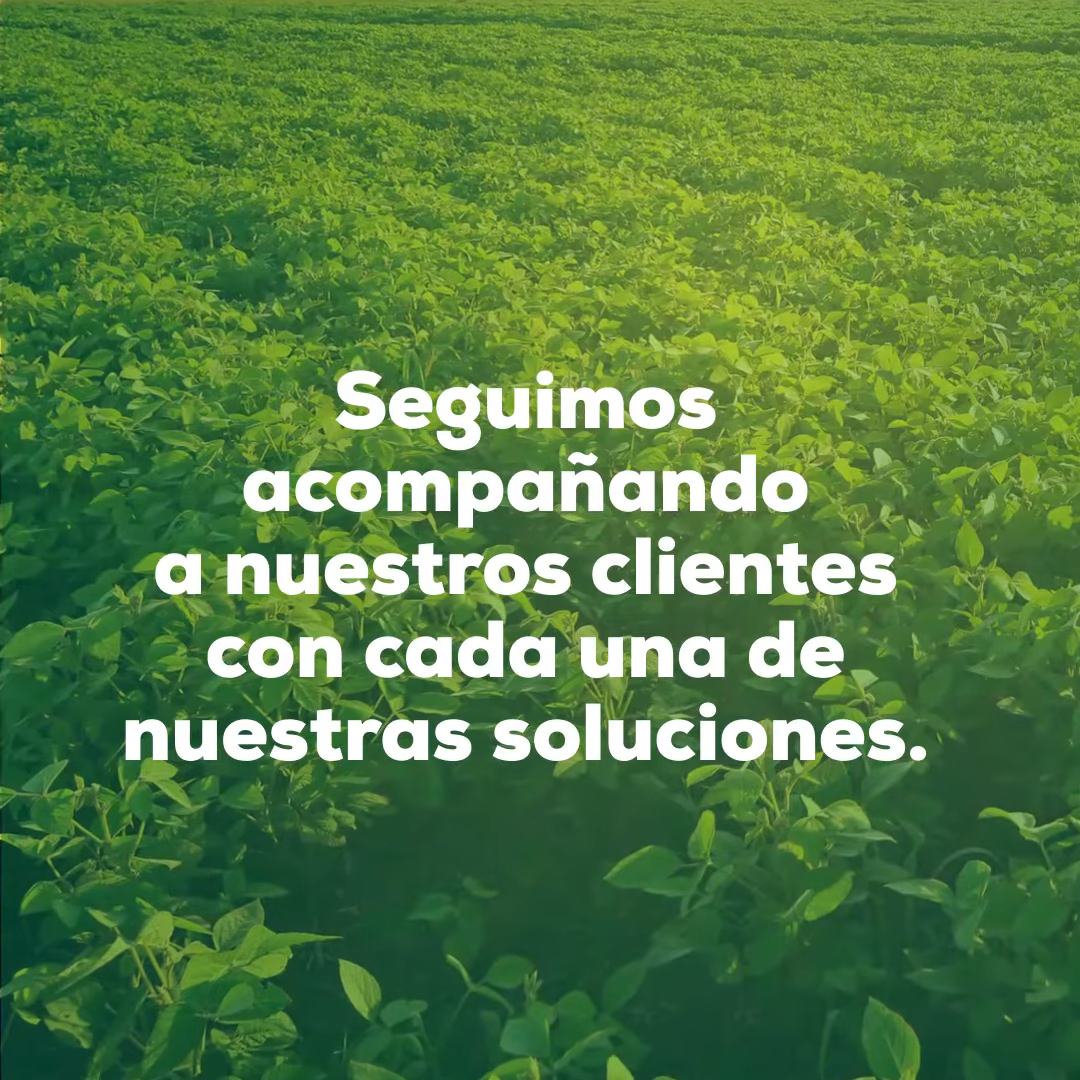 Seguimos
acompañando
a nuestros clientes
con cada una de
nuestras soluciones.